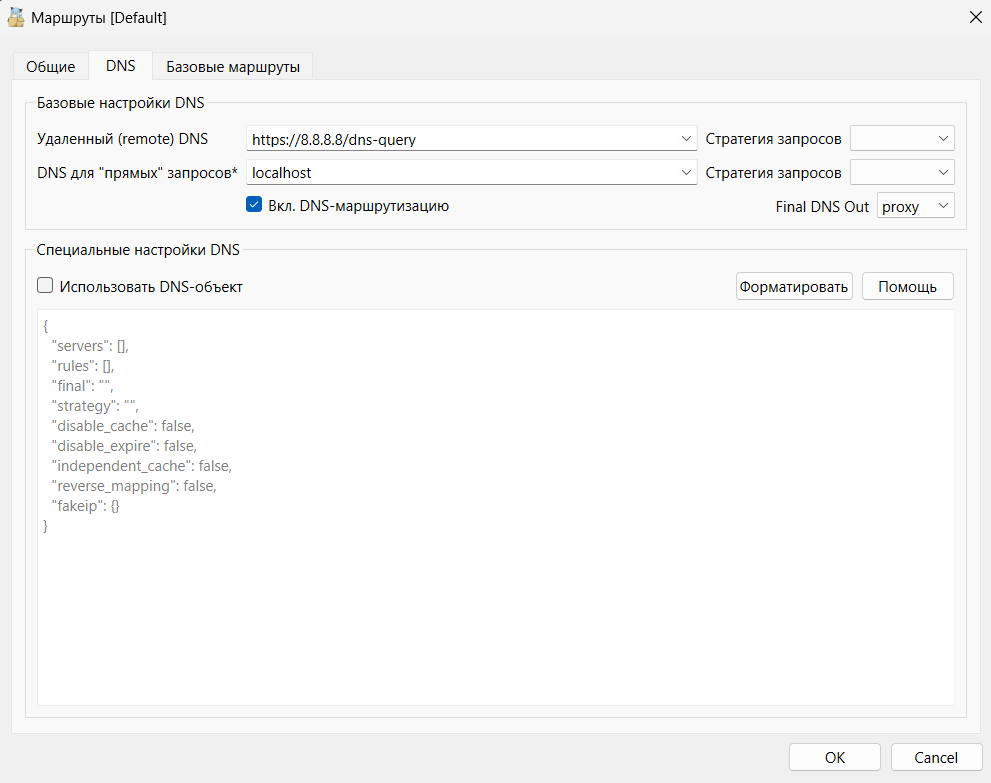 Маршруты [Default]
Общие DNS Базовые маршруты
Базовые настройки DNS
Удаленный (remote) DNS https://8.8.8.8/dns-query Стратегия запросов
DNS для "прямых" запросов* localhost Стратегия запросов
Вкл. DNS-маршрутизацию Final DNS Out proxy
Специальные настройки DNS
Использовать DNS-объект Форматировать Помощь
{
"servers": [],
"rules": [],
"final": "",
"strategy": "",
"disable_cache": false,
"disable_expire": false,
"independent_cache": false,
"reverse_mapping": false,
"fakeip": {}
}
OK Cancel